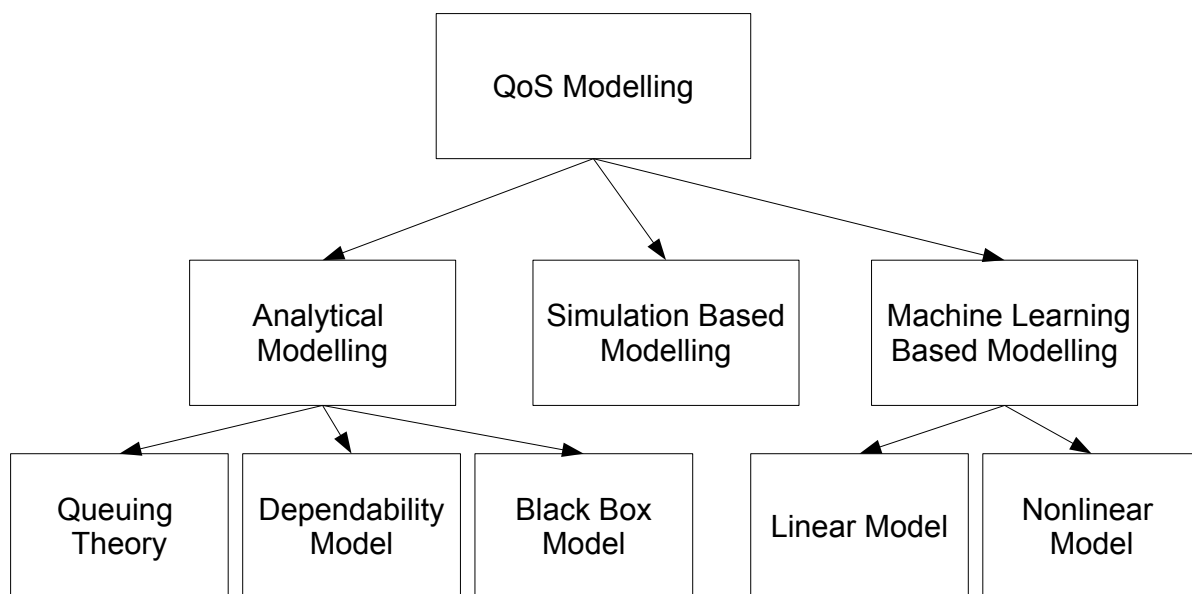 QoS Modelling
Analytical
Modelling
Simulation Based
Modelling
Machine Learning
Based Modelling
Queuing
Theory
Dependability
Model
Black Box
Model
Linear Model
Nonlinear
Model